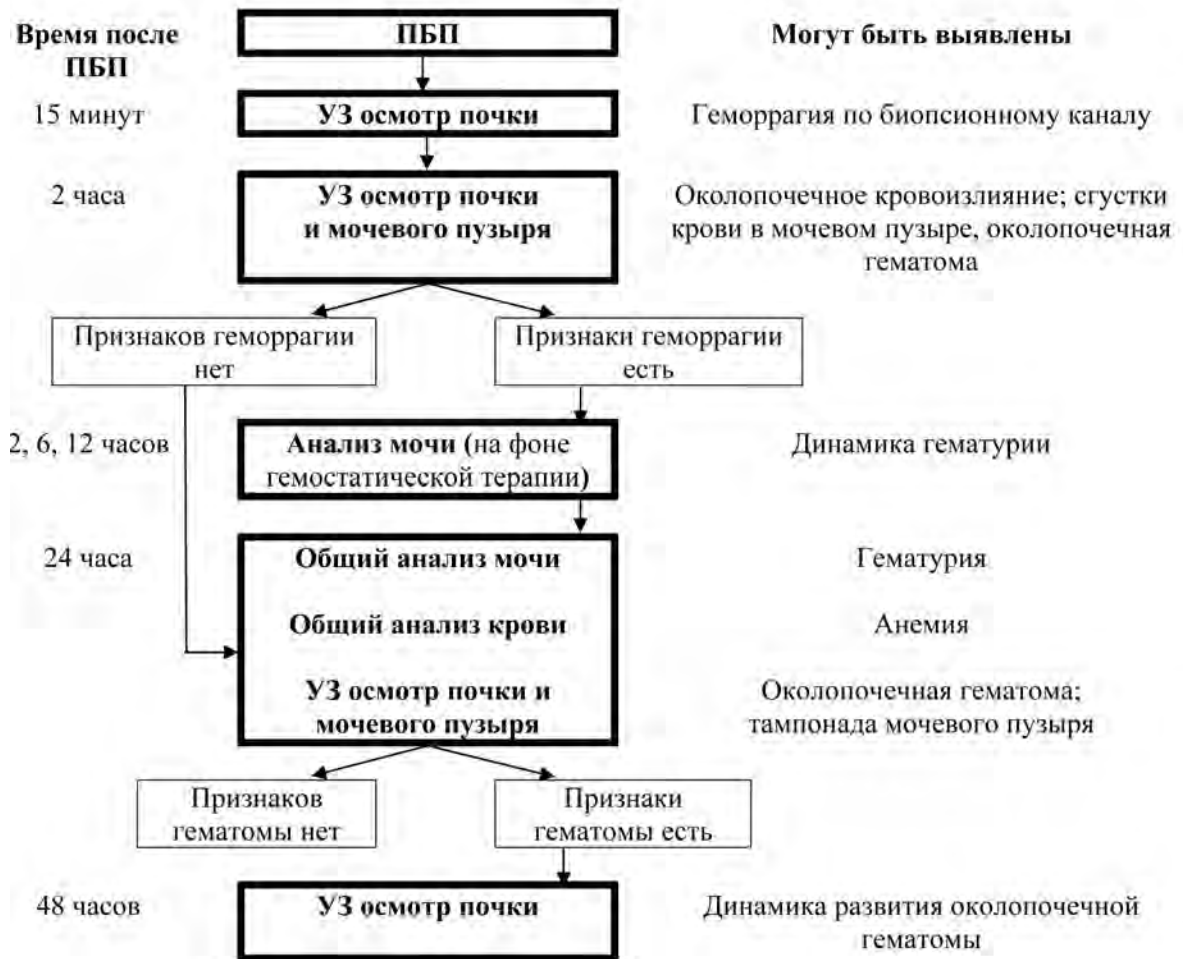 Время после
ПБП
ПБП
Могут быть выявлены
15 минут
УЗ осмотр почки
Геморрагия по биопсионному каналу
2 часа
УЗ осмотр почки
и мочевого пузыря
Околопочечное кровоизлияние; сгустки
крови в мочевом пузыре, околопочечная
гематома
Признаков геморрагии
нет
Признаки геморрагии
есть
2, 6, 12 часов
Анализ мочи (на фоне
гемостатической терапии)
Динамика гематурии
24 часа
Общий анализ мочи
Гематурия
Общий анализ крови
Анемия
УЗ осмотр почки и
мочевого пузыря
Околопочечная гематома;
тампонада мочевого пузыря
Признаков
гематомы нет
Признаки
гематомы есть
48 часов
УЗ осмотр почки
Динамика развития околопочечной
гематомы